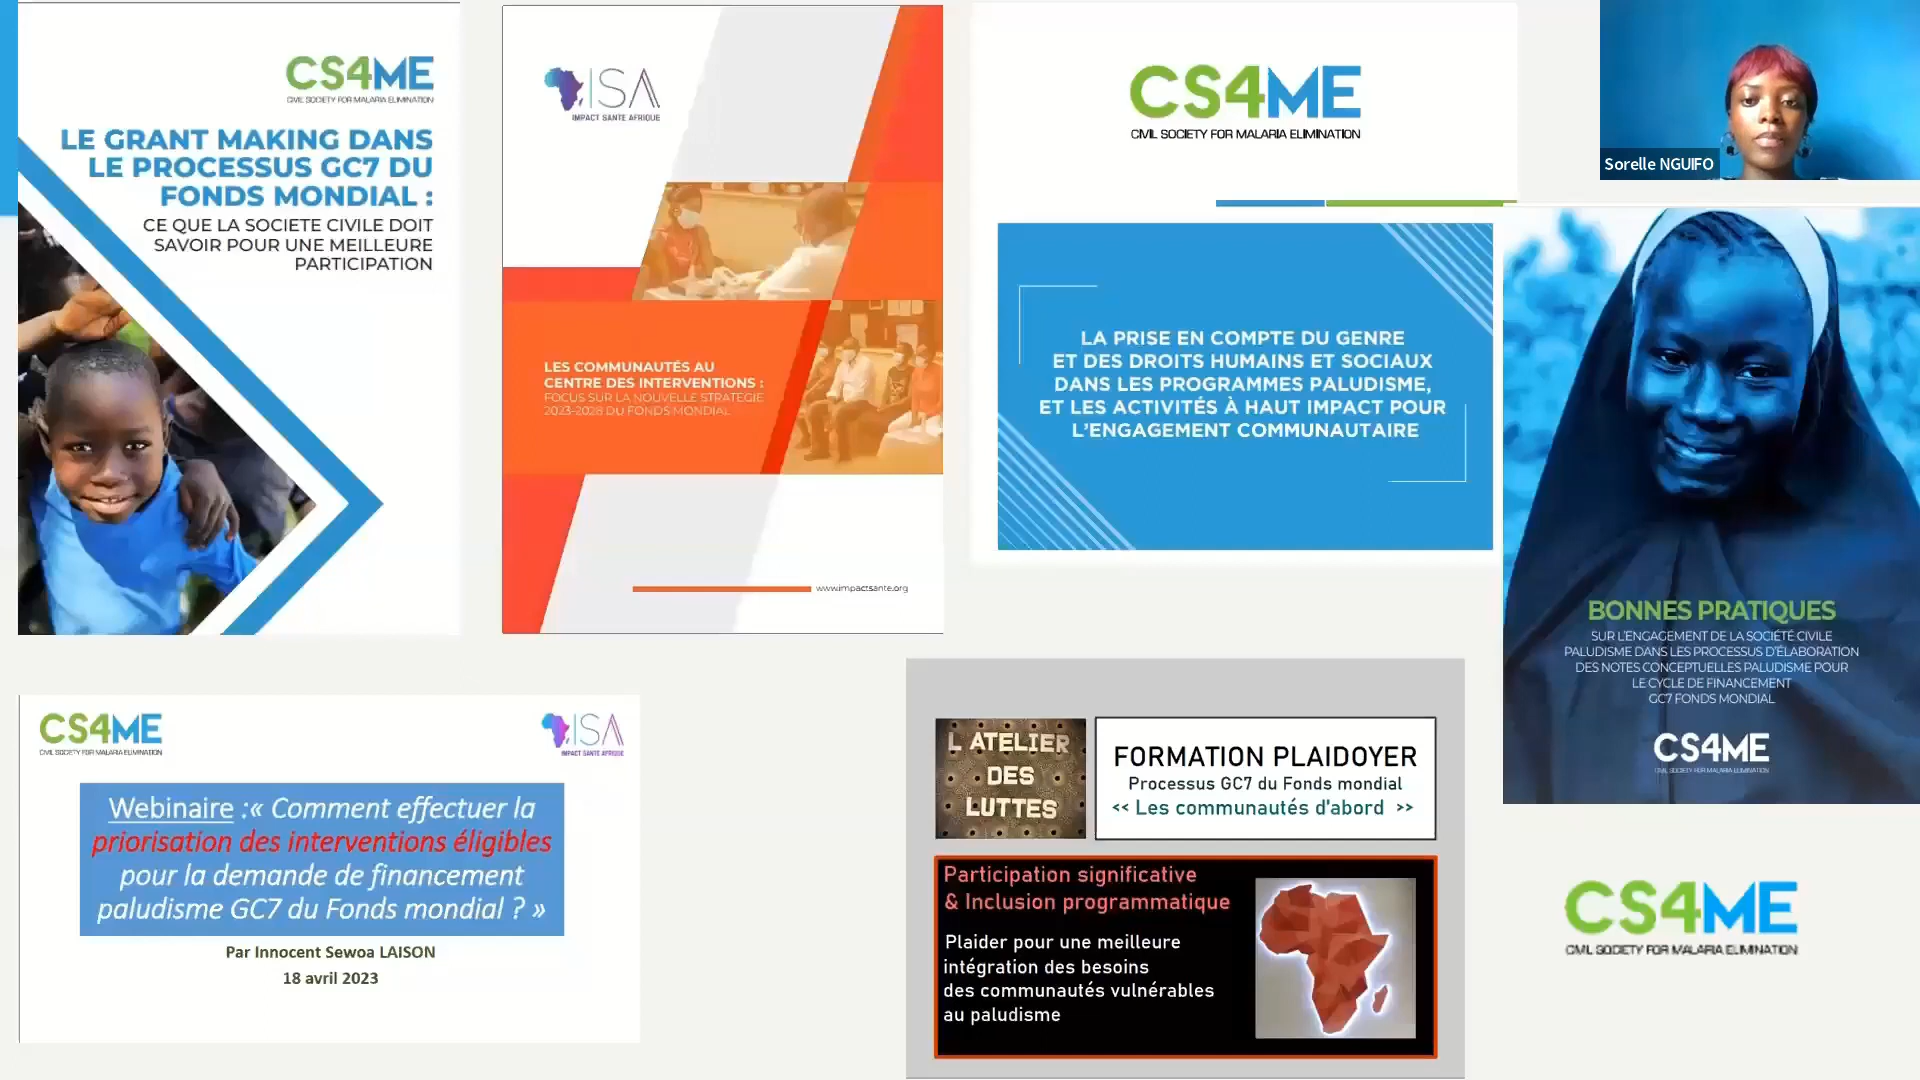 CS4ME
CIVIL SOCIETY FOR MALARIA ELIMINATION
LE GRANT MAKING DANS
LE PROCESSUS GC7 DU
FONDS MONDIAL :
CE QUE LA SOCIETE CIVILE DOIT
SAVOIR POUR UNE MEILLEURE
PARTICIPATION
ISA
IMPACT SANTE AFRIQUE
LES COMMUNAUTÉS AU
CENTRE DES INTERVENTIONS :
FOCUS SUR LA NOUVELLE STRATÉGIE
2023-2028 DU FONDS MONDIAL
www.impactsante.org
CS4ME
CIVIL SOCIETY FOR MALARIA ELIMINATION
LA PRISE EN COMPTE DU GENRE
ET DES DROITS HUMAINS ET SOCIAUX
DANS LES PROGRAMMES PALUDISME,
ET LES ACTIVITÉS À HAUT IMPACT POUR
L'ENGAGEMENT COMMUNAUTAIRE
Sorelle NGUIFO
BONNES PRATIQUES
SUR L'ENGAGEMENT DE LA SOCIÉTÉ CIVILE
PALUDISME DANS LES PROCESSUS D'ÉLABORATION
DES NOTES CONCEPTUELLES PALUDISME POUR
LE CYCLE DE FINANCEMENT
GC7 FONDS MONDIAL
CS4ME
CIVIL SOCIETY FOR MALARIA ELIMINATION
CS4ME
CIVIL SOCIETY FOR MALARIA ELIMINATION
ISA
IMPACT SANTE AFRIQUE
Webinaire :« Comment effectuer la
priorisation des interventions éligibles
pour la demande de financement
paludisme GC7 du Fonds mondial ? »
Par Innocent Sewoa LAISON
18 avril 2023
L ATELIER
DES
LUTTES
FORMATION PLAIDOYER
Processus GC7 du Fonds mondial
<< Les communautés d'abord >>
Participation significative
& Inclusion programmatique
Plaider pour une meilleure
intégration des besoins
des communautés vulnérables
au paludisme
CS4ME
CIVIL SOCIETY FOR MALARIA ELIMINATION